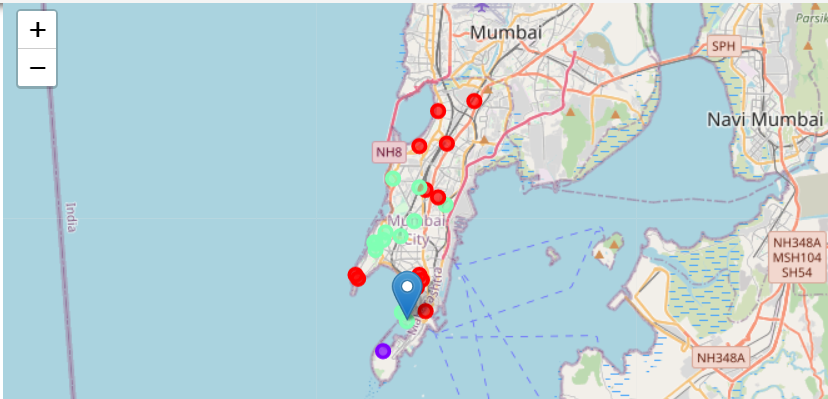 +
−
Mumbai
Parsik
SPH
Navi Mumbai
NH8
India
Mumbai
City
NH348A
MSH104
SH54
NH348A